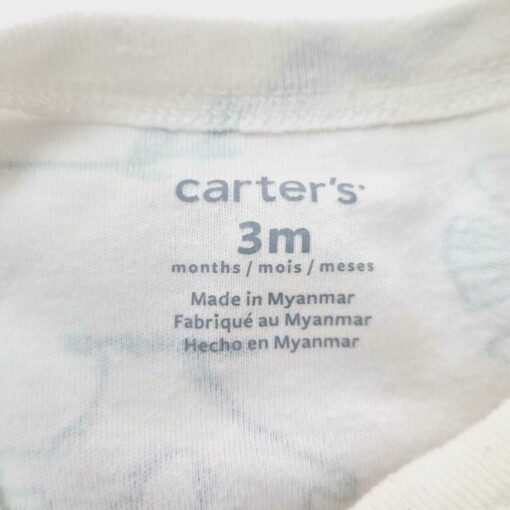 carter's
3m
months / mois / meses
Made in Myanmar
Fabriqué au Myanmar
Hecho en Myanmar